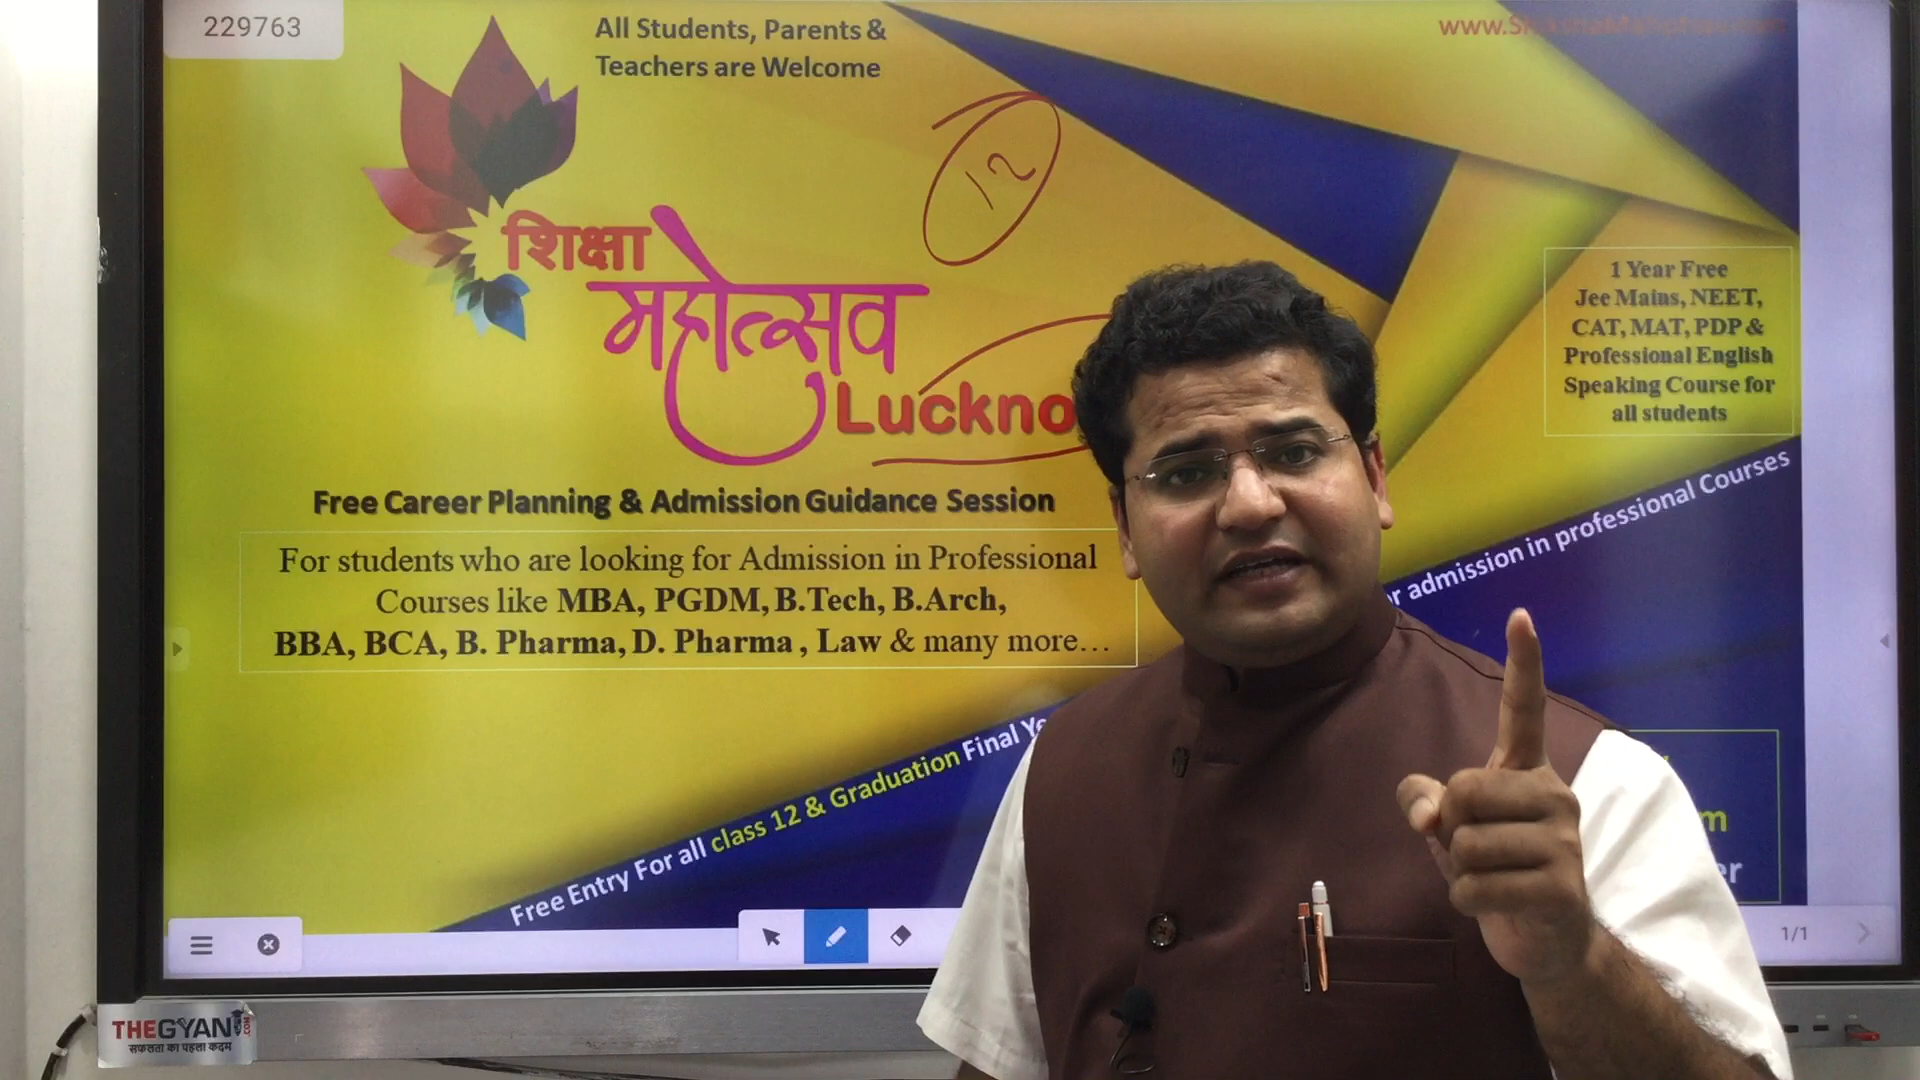 229763
All Students, Parents &
Teachers are Welcome
12
शिक्षा
महोत्सव
Luckno
1 Year Free
Jee Mains, NEET,
CAT, MAT, PDP &
Professional English
Speaking Course for
all students
Free Career Planning & Admission Guidance Session
For students who are looking for Admission in Professional
Courses like MBA, PGDM, B.Tech, B.Arch,
BBA, BCA, B. Pharma, D. Pharma , Law & many more...
Free Entry For all class 12 & Graduation Final
admission in professional Courses
1/1
THEGYAN.COM
सफलता का पहला कदम